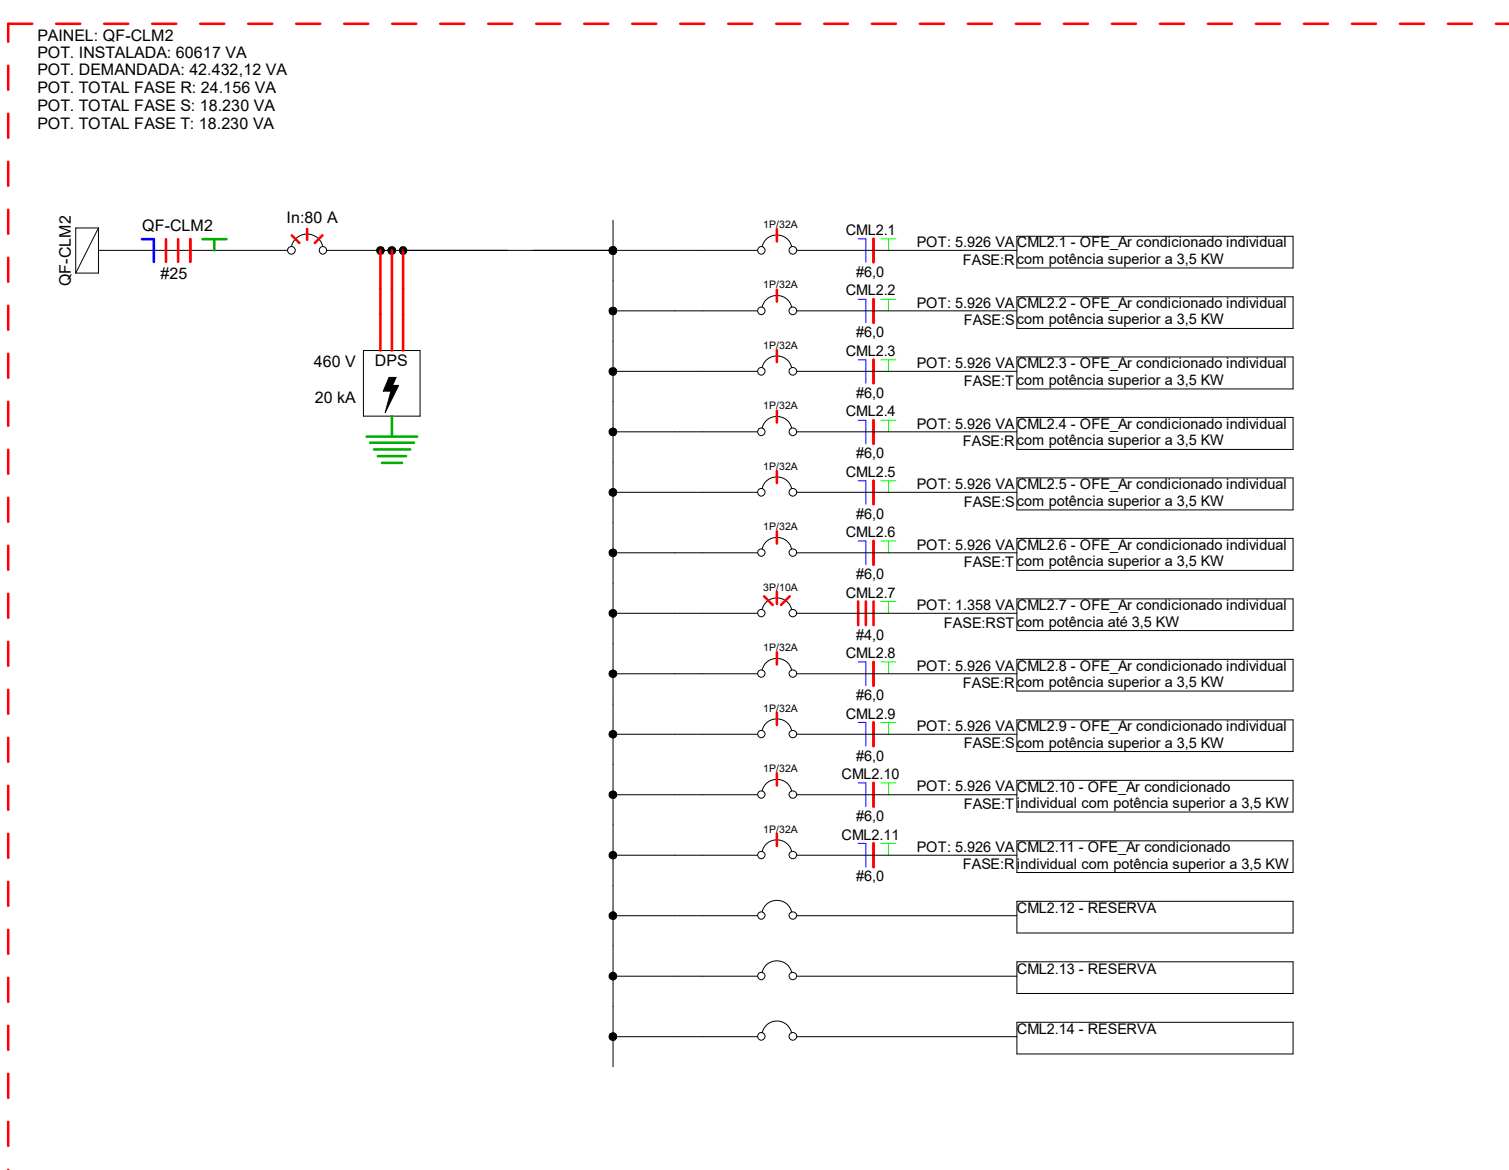 PAINEL: QF-CLM2
POT. INSTALADA: 60617 VA
POT. DEMANDADA: 42.432,12 VA
POT. TOTAL FASE R: 24.156 VA
POT. TOTAL FASE S: 18.230 VA
POT. TOTAL FASE T: 18.230 VA
QF-CLM2
QF-CLM2
#25
In:80 A
460 V
20 kA
DPS
1P/32A
CML2.1
#6,0
POT: 5.926 VA
FASE:R
CML2.1 - OFE_Ar condicionado individual
com potência superior a 3,5 KW
1P/32A
CML2.2
#6,0
POT: 5.926 VA
FASE:S
CML2.2 - OFE_Ar condicionado individual
com potência superior a 3,5 KW
1P/32A
CML2.3
#6,0
POT: 5.926 VA
FASE:T
CML2.3 - OFE_Ar condicionado individual
com potência superior a 3,5 KW
1P/32A
CML2.4
#6,0
POT: 5.926 VA
FASE:R
CML2.4 - OFE_Ar condicionado individual
com potência superior a 3,5 KW
1P/32A
CML2.5
#6,0
POT: 5.926 VA
FASE:S
CML2.5 - OFE_Ar condicionado individual
com potência superior a 3,5 KW
1P/32A
CML2.6
#6,0
POT: 5.926 VA
FASE:T
CML2.6 - OFE_Ar condicionado individual
com potência superior a 3,5 KW
3P/10A
CML2.7
#4,0
POT: 1.358 VA
FASE:RST
CML2.7 - OFE_Ar condicionado individual
com potência até 3,5 KW
1P/32A
CML2.8
#6,0
POT: 5.926 VA
FASE:R
CML2.8 - OFE_Ar condicionado individual
com potência superior a 3,5 KW
1P/32A
CML2.9
#6,0
POT: 5.926 VA
FASE:S
CML2.9 - OFE_Ar condicionado individual
com potência superior a 3,5 KW
1P/32A
CML2.10
#6,0
POT: 5.926 VA
FASE:T
CML2.10 - OFE_Ar condicionado
individual com potência superior a 3,5 KW
1P/32A
CML2.11
#6,0
POT: 5.926 VA
FASE:R
CML2.11 - OFE_Ar condicionado
individual com potência superior a 3,5 KW
CML2.12 - RESERVA
CML2.13 - RESERVA
CML2.14 - RESERVA